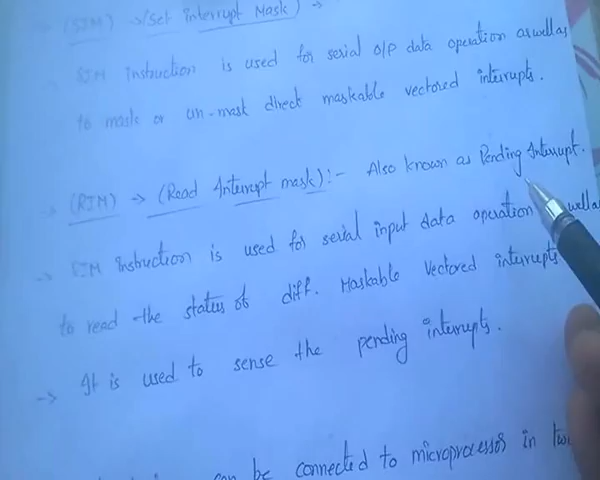 (SIM) → (Set Interrupt Mask) →
SIM instruction is used for serial o/p data operation as well as
to mask or un-mask diffeck maskable vectored interrupts.
→ (RIM) → (Read Interrupt mask) :- Also known as Pending Interrupt.
→ RIM instruction is used for serial input data operation wellas
to read the status of diff. Maskable Vectored interrupts
→ It is used to sense the pending interrupts.
can be connected to microprocessor in two